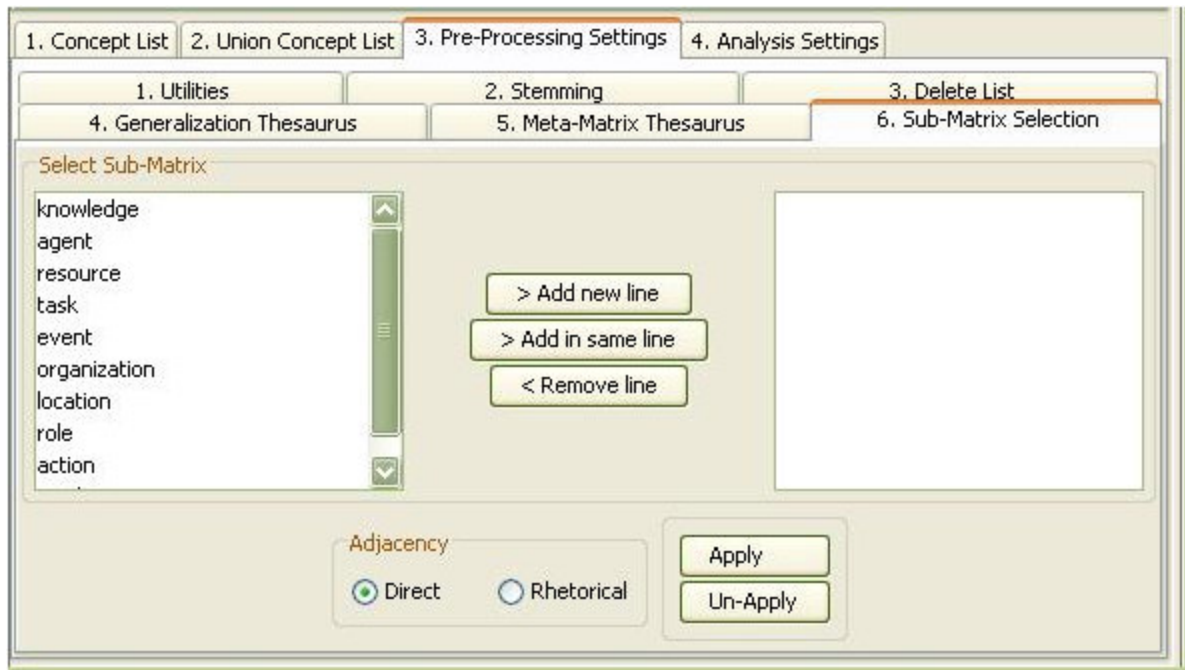 1. Concept List 2. Union Concept List 3. Pre-Processing Settings 4. Analysis Settings
1. Utilities 2. Stemming 3. Delete List
4. Generalization Thesaurus 5. Meta-Matrix Thesaurus 6. Sub-Matrix Selection
Select Sub-Matrix
knowledge
agent
resource
task
event
organization
location
role
action
> Add new line
> Add in same line
< Remove line
Adjacency
Direct Rhetorical
Apply
Un-Apply